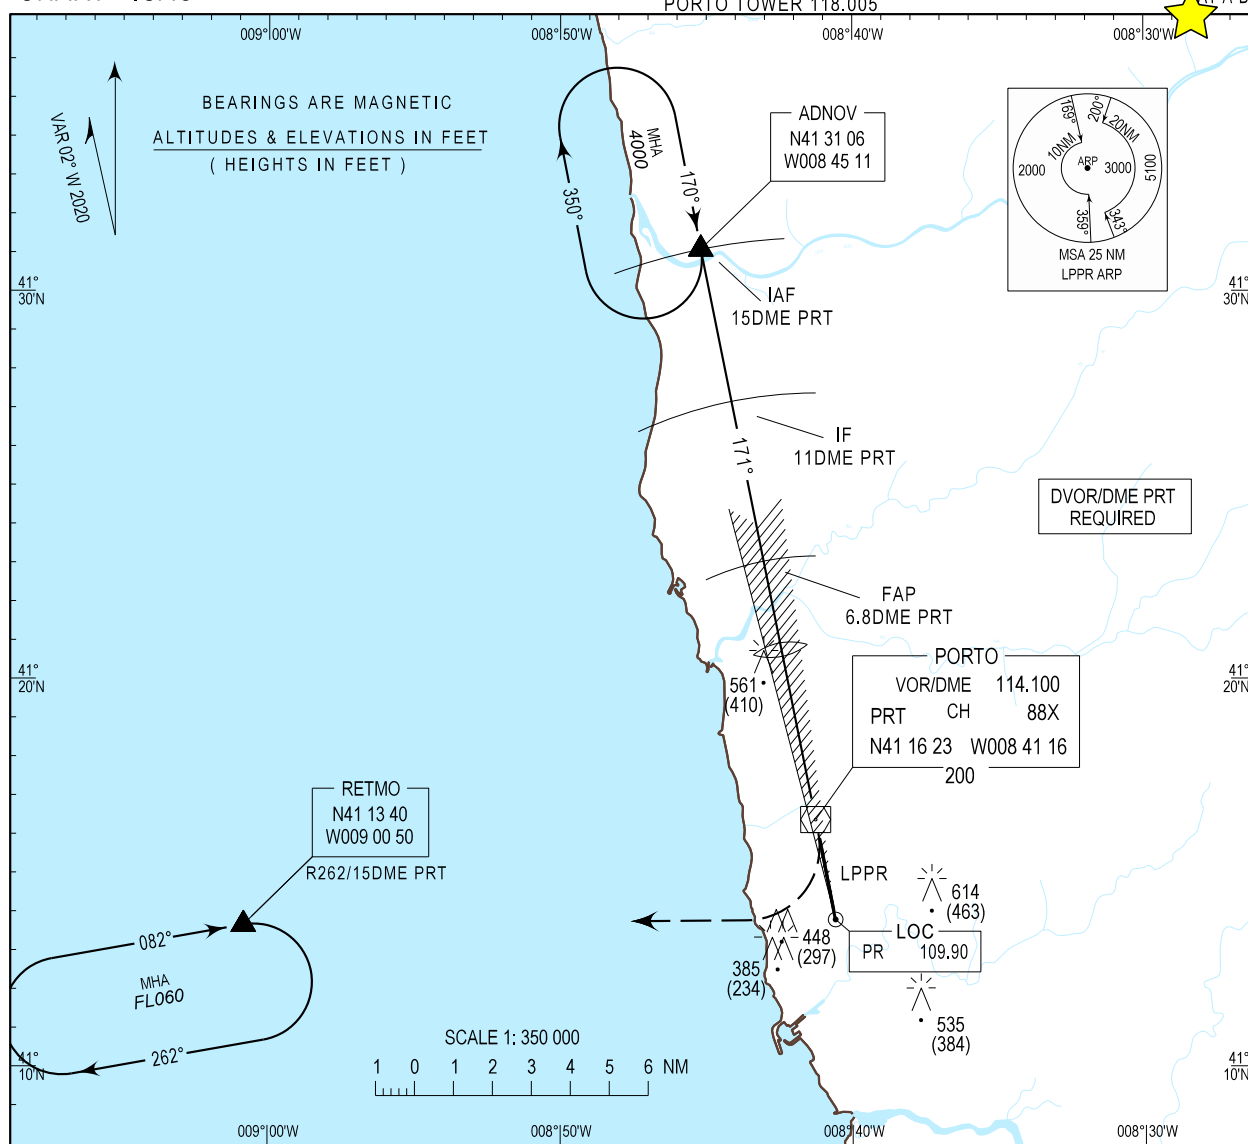 PORTO TOWER 118.005
009°00'W
008°50'W
008°40'W
008°30'W
VAR 02° W 2020
BEARINGS ARE MAGNETIC
ALTITUDES & ELEVATIONS IN FEET
( HEIGHTS IN FEET )
MHA
4000
350°
170°
ADNOV
N41 31 06
W008 45 11
169°
200°
20NM
10NM
ARP
2000
3000
5100
359°
343°
MSA 25 NM
LPPR ARP
41°
30'N
41°
30'N
IAF
15DME PRT
IF
11DME PRT
171°
DVOR/DME PRT
REQUIRED
FAP
6.8DME PRT
41°
20'N
41°
20'N
561
(410)
PORTO
VOR/DME 114.100
PRT CH 88X
N41 16 23 W008 41 16
200
RETMO
N41 13 40
W009 00 50
R262/15DME PRT
LPPR
614
(463)
448
(297)
LOC
PR 109.90
385
(234)
082°
MHA
FL060
262°
535
(384)
SCALE 1: 350 000
1 0 1 2 3 4 5 6 NM
41°
10'N
41°
10'N
009°00'W
008°50'W
008°40'W
008°30'W